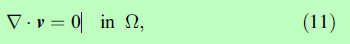 ∇ · 𝒗 = 0| in Ω, (11)